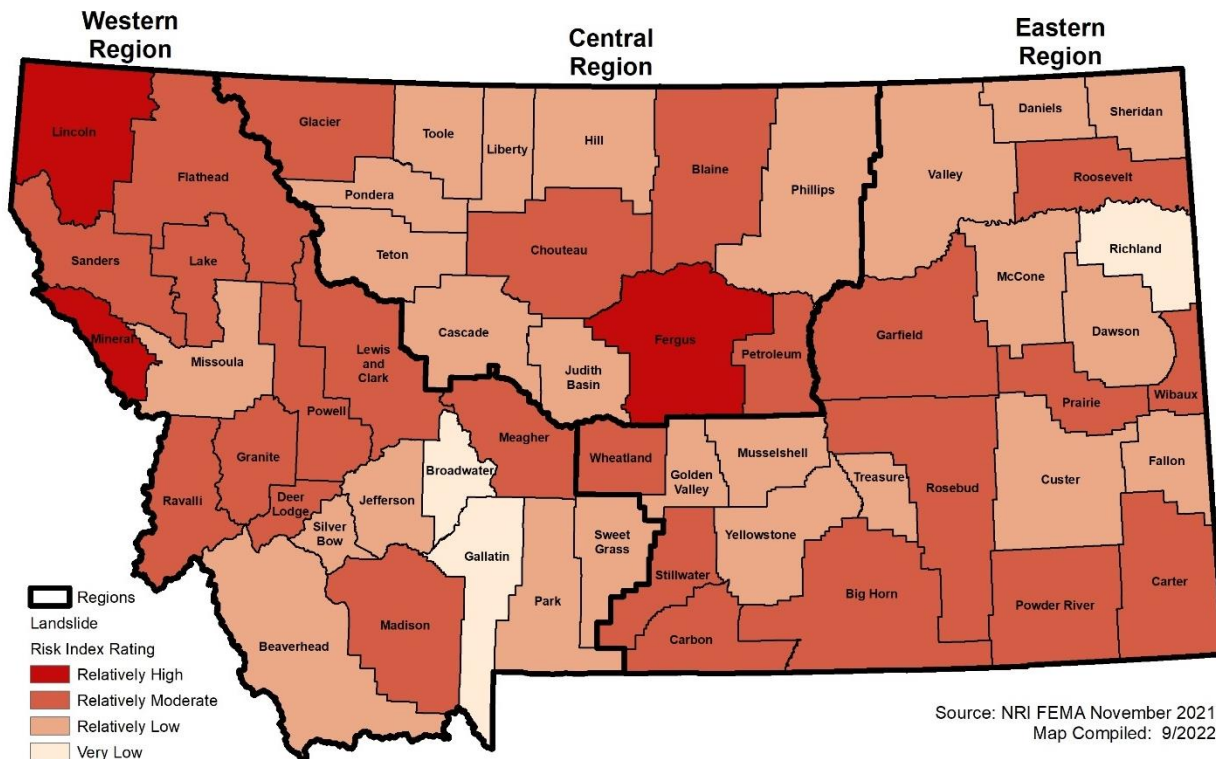 Western
Region
Central
Region
Eastern
Region
Lincoln
Flathead
Glacier
Toole
Liberty
Hill
Blaine
Phillips
Valley
Daniels
Sheridan
Roosevelt
Richland
Pondera
Teton
Chouteau
Sanders
Lake
McCone
Dawson
Garfield
Mineral
Missoula
Cascade
Judith
Basin
Fergus
Petroleum
Lewis
and
Clark
Powell
Prairie
Wibaux
Granite
Ravalli
Deer
Lodge
Meagher
Broadwater
Jefferson
Silver
Bow
Wheatland
Golden
Valley
Musselshell
Treasure
Rosebud
Custer
Fallon
Gallatin
Sweet
Grass
Yellowstone
Stillwater
Park
Madison
Beaverhead
Carbon
Big Horn
Powder River
Carter
Regions
Landslide
Risk Index Rating
Relatively High
Relatively Moderate
Relatively Low
Very Low
Source: NRI FEMA November 2021
Map Compiled: 9/2022